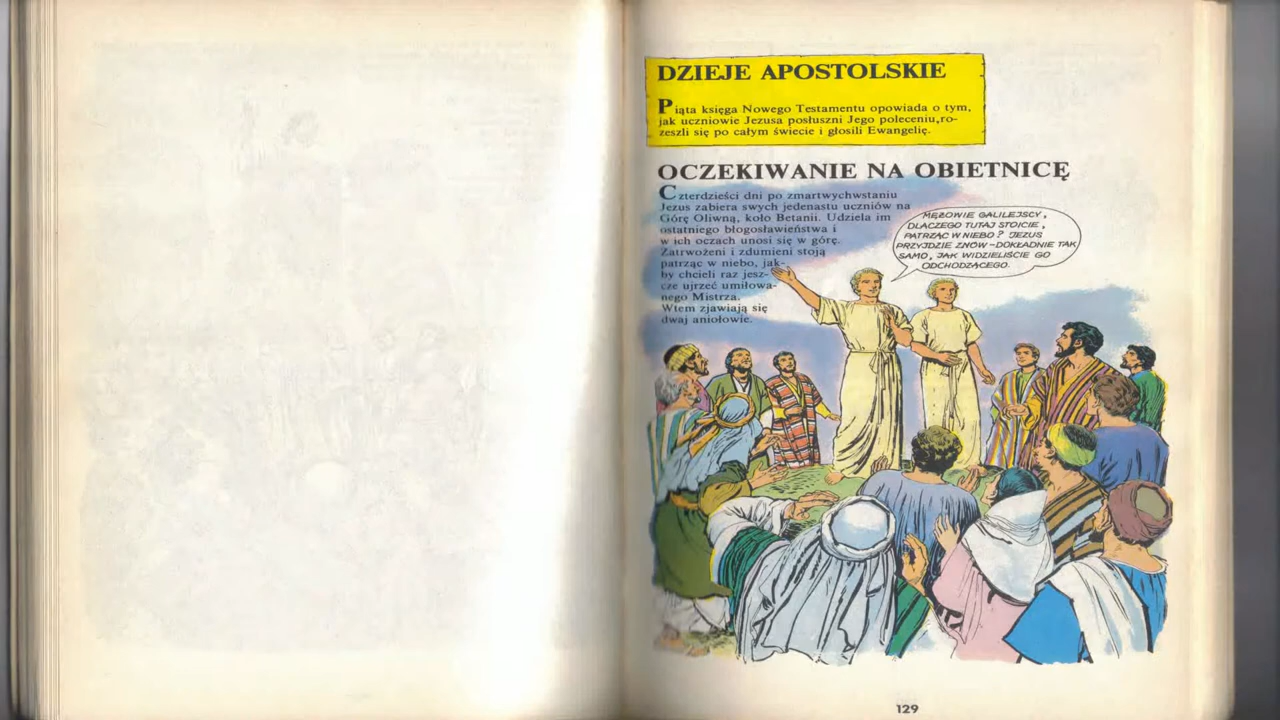 DZIEJE APOSTOLSKIE
Piąta księga Nowego Testamentu opowiada o tym,
jak uczniowie Jezusa posłuszni Jego poleceniu,ro-
zeszli się po całym świecie i głosili Ewangelię.
OCZEKIWANIE NA OBIETNICĘ
Czterdzieści dni po zmartwychwstaniu
Jezus zabiera swych jedenastu uczniów na
Górę Oliwną, koło Betanii. Udziela im
ostatniego błogosławieństwa i
w ich oczach unosi się w górę.
Zatrwożeni i zdumieni stoją
patrząc w niebo, jak-
by chcieli raz jesz-
cze ujrzeć umiłowa-
nego Mistrza.
Wtem zjawiają się
dwaj aniołowie.
MĘŻOWIE GALILEJSCY,
DLACZEGO TUTAJ STOICIE,
PATRZĄC W NIEBO? JEZUS
PRZYJDZIE ZNÓW-DOKŁADNIE TAK
SAMO, JAK WIDZIELIŚCIE GO
ODCHODZĄCEGO.
129